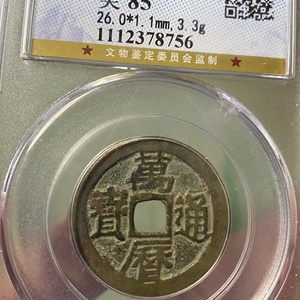 美 85
26.0*1.1mm, 3.3g
1112378756
★ 文物鉴定委员会监制 ★
萬曆通寶